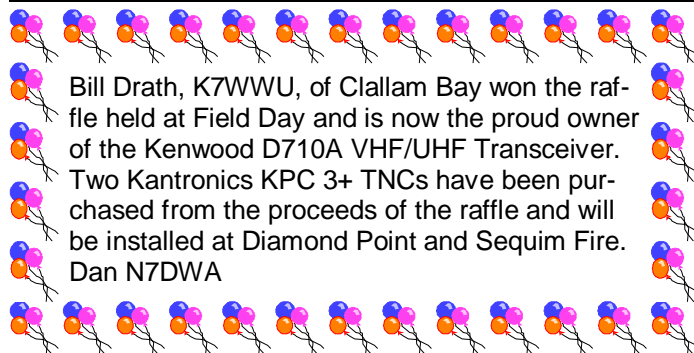 Bill Drath, K7WWU, of Clallam Bay won the raf-
fle held at Field Day and is now the proud owner
of the Kenwood D710A VHF/UHF Transceiver.
Two Kantronics KPC 3+ TNCs have been pur-
chased from the proceeds of the raffle and will
be installed at Diamond Point and Sequim Fire.
Dan N7DWA